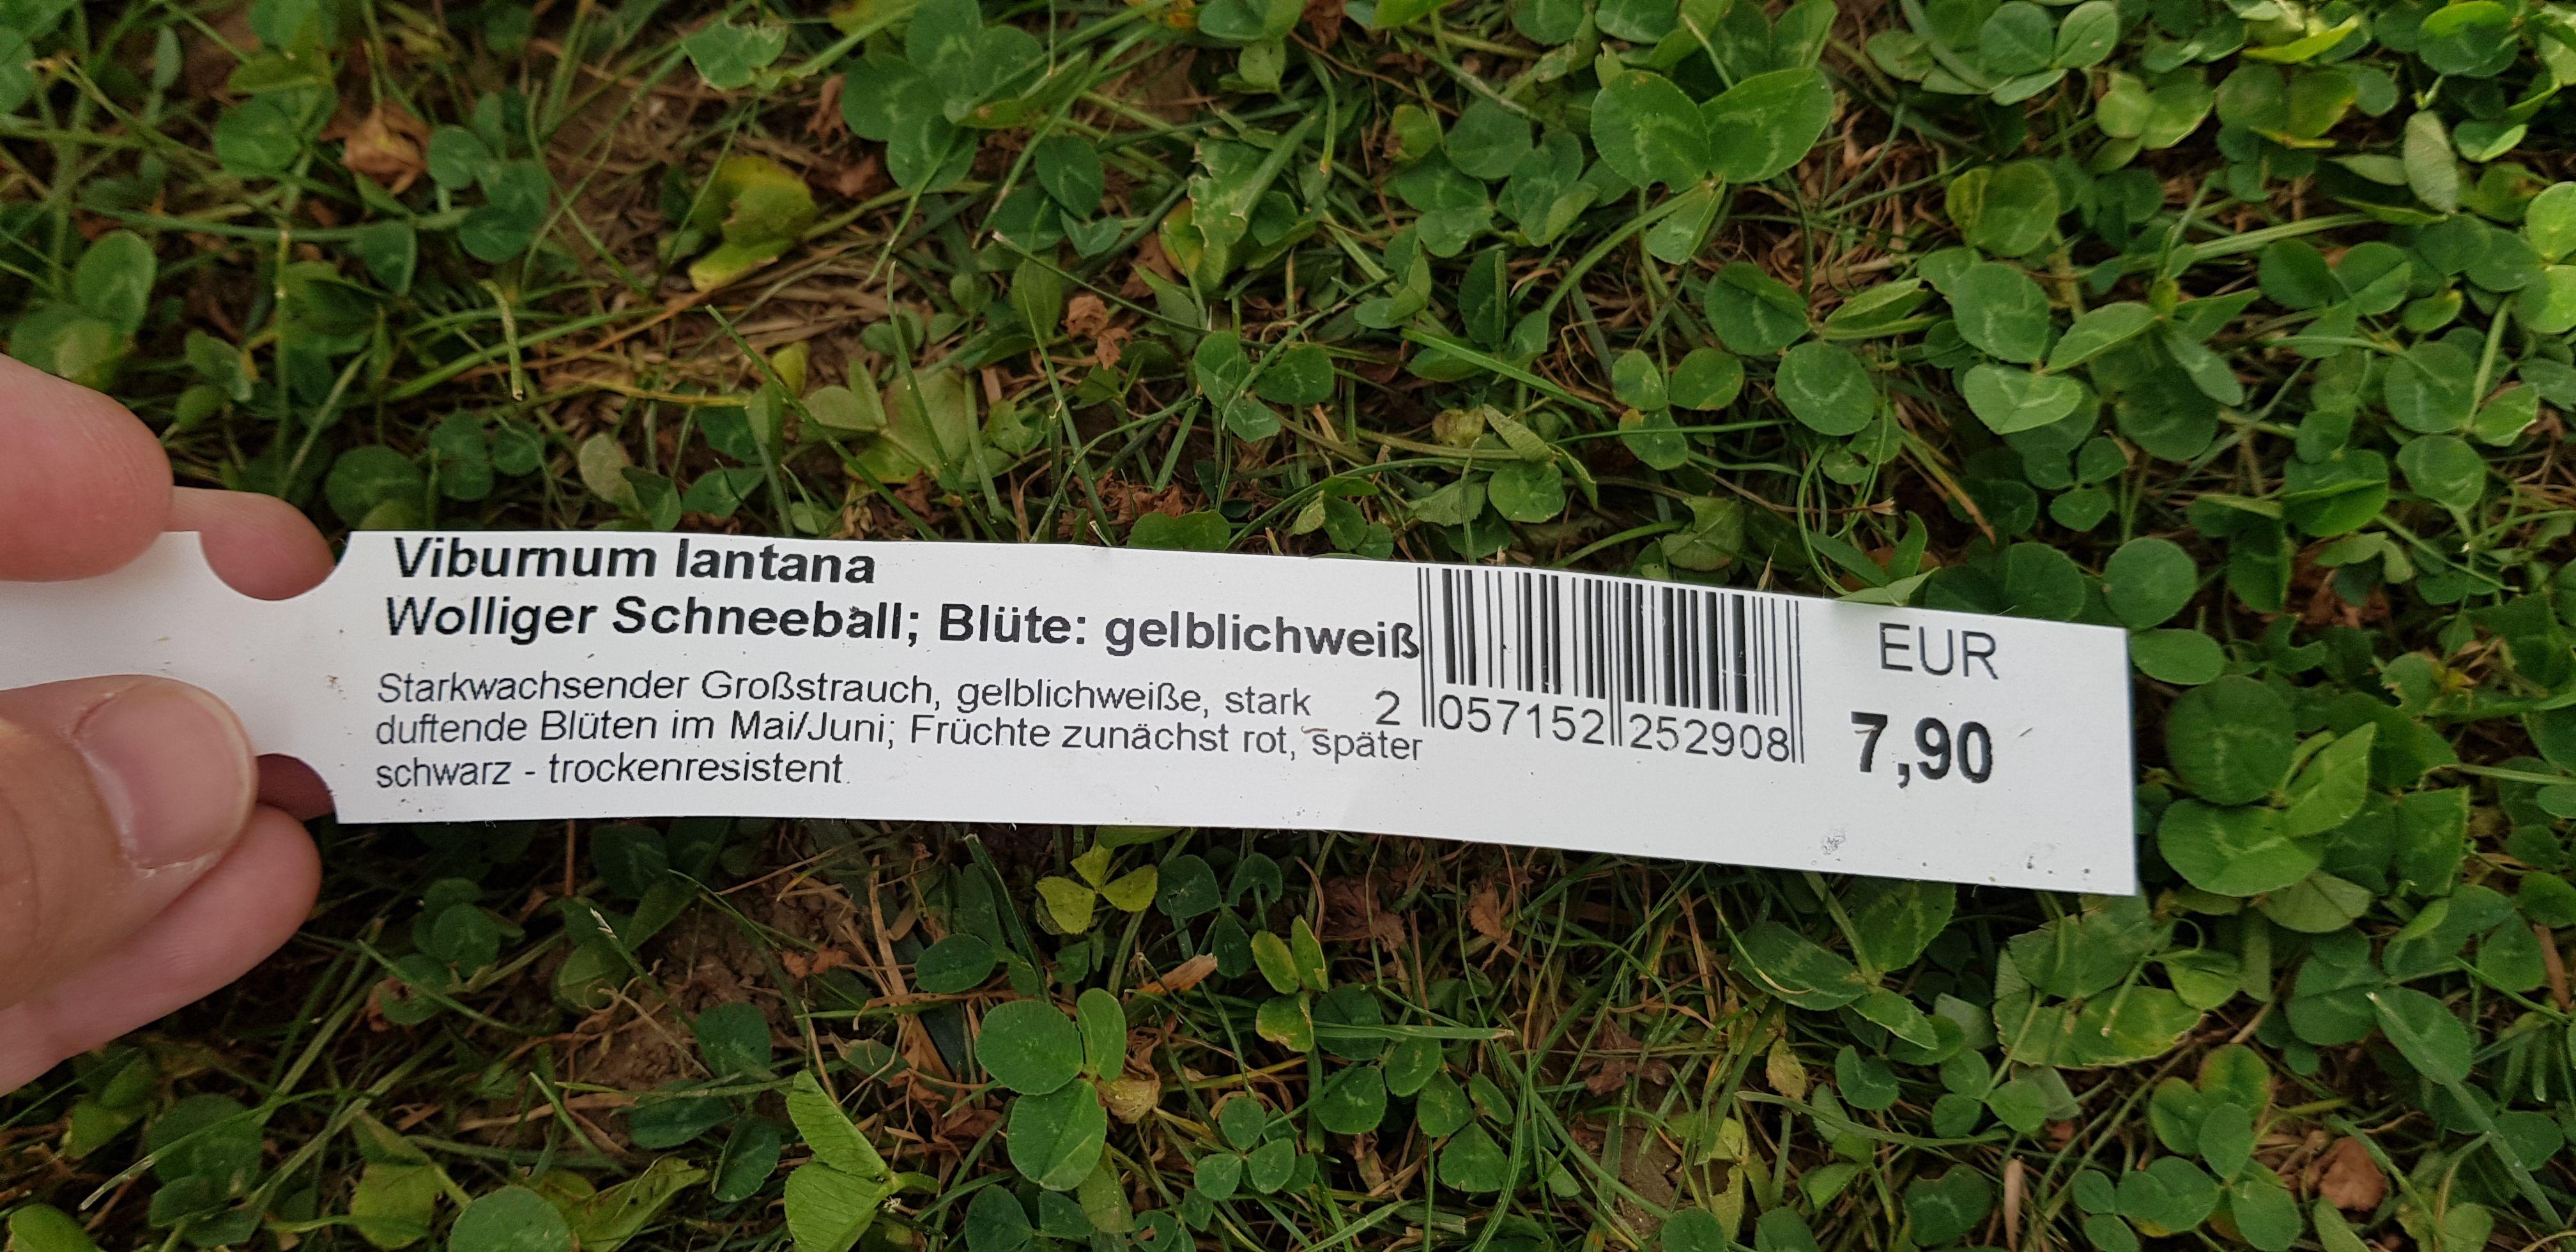 Viburnum lantana
Wolliger Schneeball; Blüte: gelblichweiß
Starkwachsender Großstrauch, gelblichweiße, stark
duftende Blüten im Mai/Juni; Früchte zunächst rot, später
schwarz - trockenresistent.
2 057152 252908
EUR
7,90